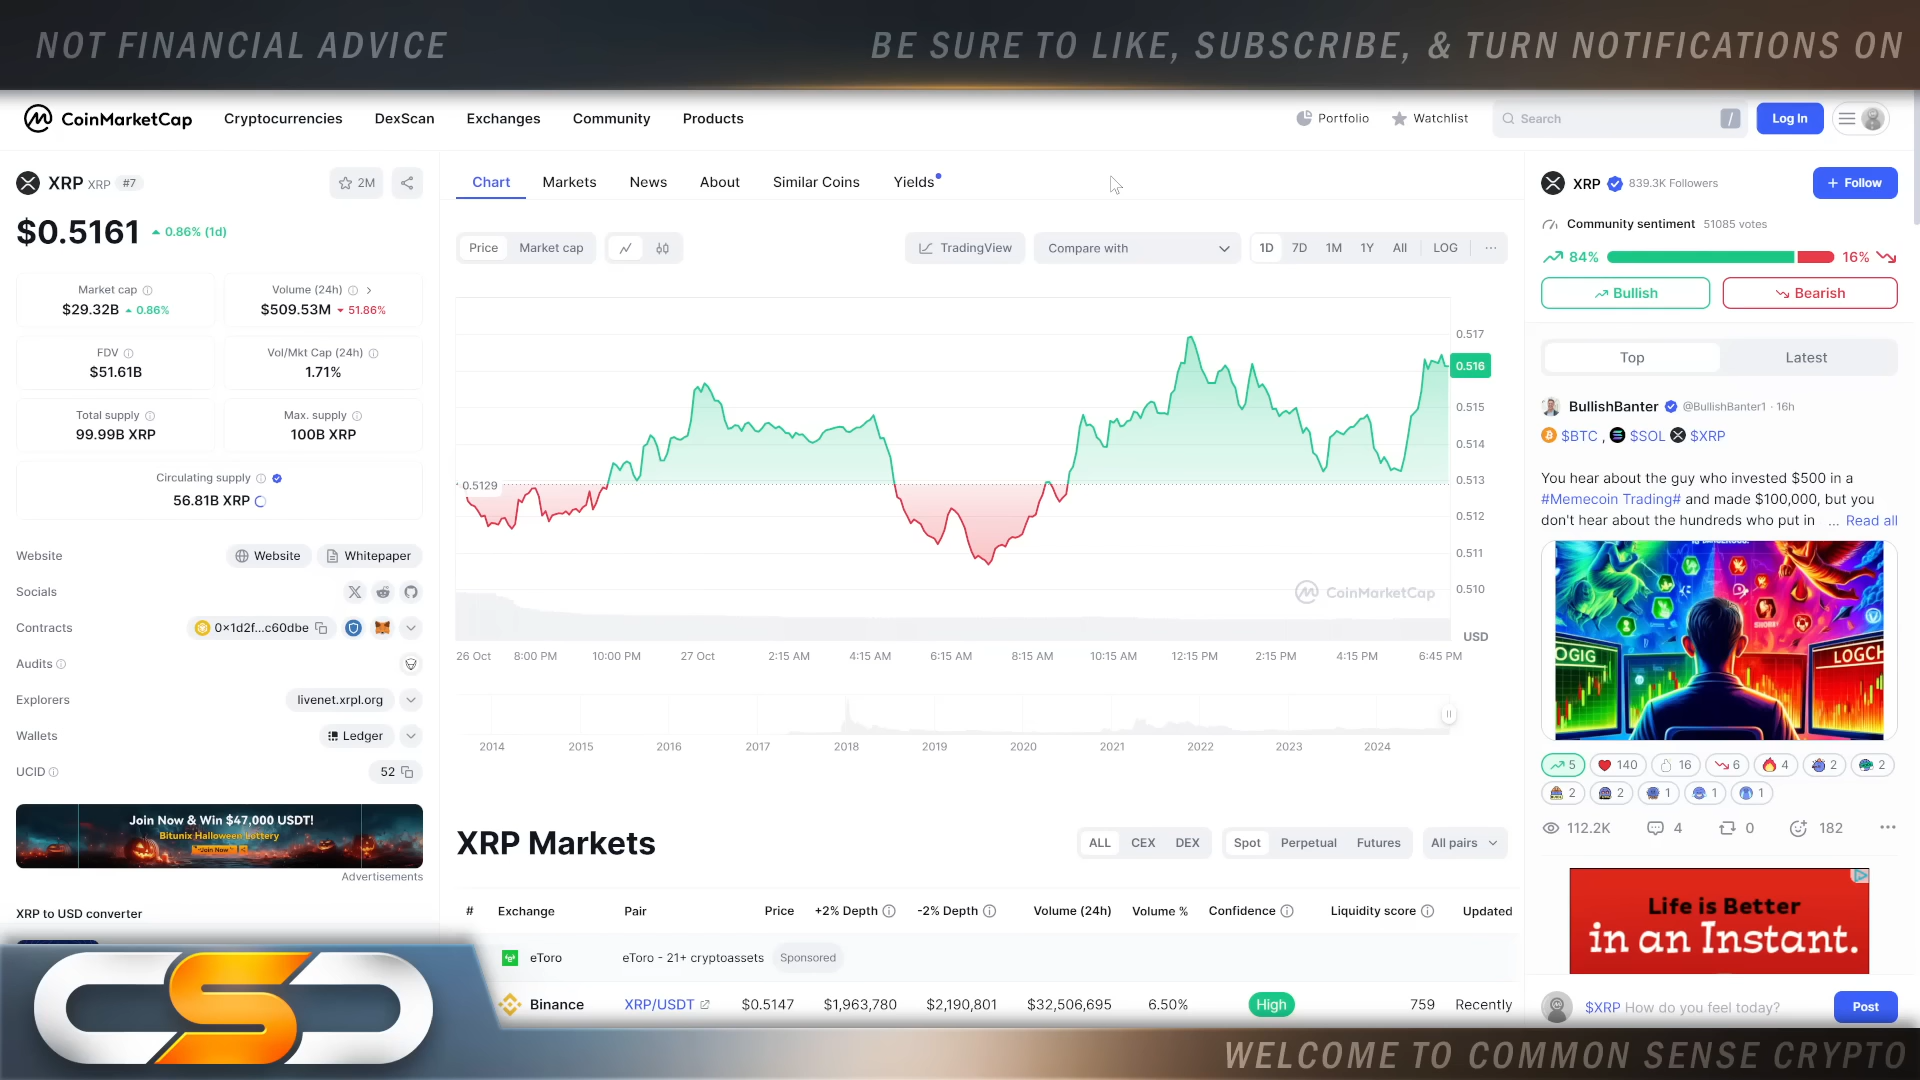 NOT FINANCIAL ADVICE
BE SURE TO LIKE, SUBSCRIBE, & TURN NOTIFICATIONS ON
CoinMarketCap Cryptocurrencies DexScan Exchanges Community Products
Portfolio Watchlist Search / Log In
XRP XRP #7 2M
$0.5161 0.86% (1d)
Market cap
$29.32B 0.86%
Volume (24h)
$509.53M 51.86%
FDV
$51.61B
Vol/Mkt Cap (24h)
1.71%
Total supply
99.99B XRP
Max. supply
100B XRP
Circulating supply
56.81B XRP
Website Website Whitepaper
Socials
Contracts 0x1d2f...c60dbe
Audits
Explorers livenet.xrpl.org
Wallets Ledger
UCID 52
Join Now & Win $47,000 USDT!
Bitunix Halloween Lottery
Join Now
Advertisements
XRP to USD converter
Chart Markets News About Similar Coins Yields
Price Market cap TradingView Compare with 1D 7D 1M 1Y All LOG ...
0.517
0.516
0.515
0.514
0.513
0.512
0.511
0.510
0.5129
CoinMarketCap
USD
26 Oct 8:00 PM 10:00 PM 27 Oct 2:15 AM 4:15 AM 6:15 AM 8:15 AM 10:15 AM 12:15 PM 2:15 PM 4:15 PM 6:45 PM
2014 2015 2016 2017 2018 2019 2020 2021 2022 2023 2024
XRP Markets ALL CEX DEX Spot Perpetual Futures All pairs
# Exchange Pair Price +2% Depth -2% Depth Volume (24h) Volume % Confidence Liquidity score Updated
eToro eToro - 21+ cryptoassets Sponsored
Binance XRP/USDT $0.5147 $1,963,780 $2,190,801 $32,506,695 6.50% High 759 Recently
XRP 839.3K Followers + Follow
Community sentiment 51085 votes
84% 16%
Bullish Bearish
Top Latest
BullishBanter @BullishBanter1 · 16h
$BTC , $SOL $XRP
You hear about the guy who invested $500 in a
#Memecoin Trading# and made $100,000, but you
don't hear about the hundreds who put in ... Read all
OGIG
LOGCH
5 140 16 6 4 2 2
2 2 1 1 1
112.2K 4 0 182 ...
Life is Better
in an Instant.
$XRP How do you feel today? Post
CSC
WELCOME TO COMMON SENSE CRYPTO